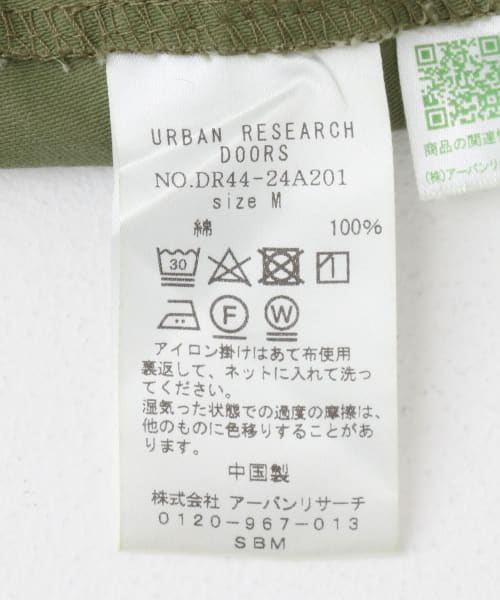 URBAN RESEARCH
DOORS
NO.DR44-24A201
size M
綿 100%
30
F W
アイロン掛けはあて布使用
裏返して、ネットに入れて洗っ
てください。
湿気った状態での過度の摩擦は、
他のものに色移りすることがあ
ります。
中国製
株式会社 アーバンリサーチ
0120-967-013
SBM
商品の関連
(株)アーバンリ